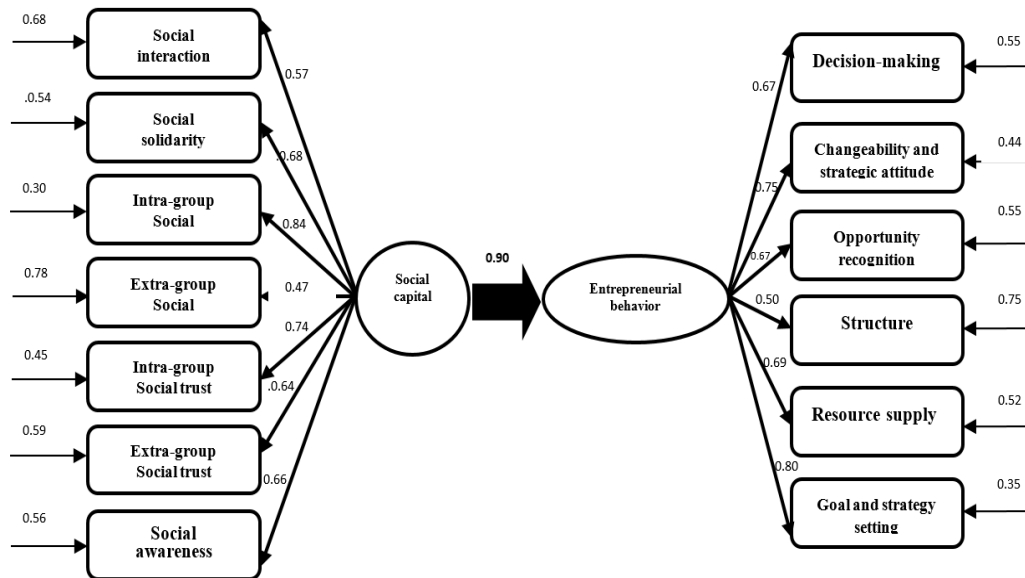 0.68
Social
interaction
0.57
.0.54
Social
solidarity
.0.68
0.30
Intra-group
Social
0.84
0.78
Extra-group
Social
0.47
0.45
Intra-group
Social trust
0.74
0.59
Extra-group
Social trust
.0.64
0.56
Social
awareness
0.66
Social
capital
0.90
Entrepreneurial
behavior
0.67
Decision-making
0.55
0.75
Changeability and
strategic attitude
0.44
0.67
Opportunity
recognition
0.55
0.50
Structure
0.75
0.69
Resource supply
0.52
0.80
Goal and strategy
setting
0.35